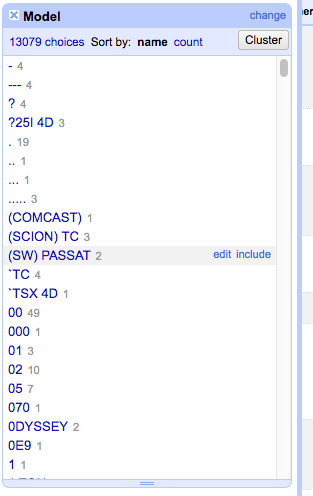 Model change
13079 choices Sort by: name count Cluster
- 4
--- 4
? 4
?25I 4D 3
. 19
.. 1
... 1
..... 3
(COMCAST) 1
(SCION) TC 3
(SW) PASSAT 2 edit include
`TC 4
`TSX 4D 1
00 49
000 1
01 3
02 10
05 7
070 1
0DYSSEY 2
0E9 1
1 1